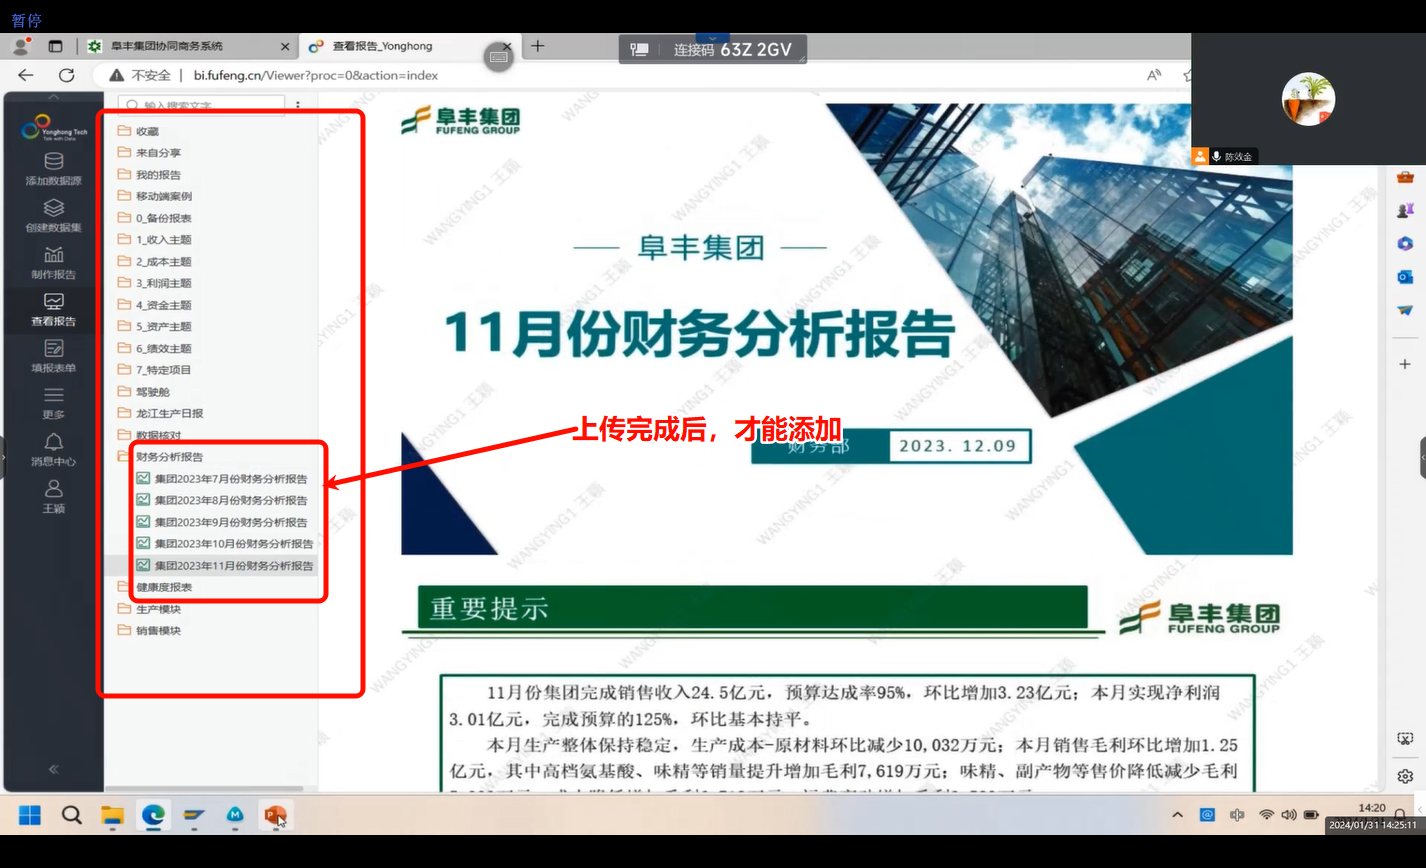 暂停
阜丰集团协同商务系统
查看报告_Yonghong
连接码 63Z 2GV
不安全 | bi.fufeng.cn/Viewer?proc=0&action=index
陈效金
Yonghong Tech
Talk with Data
添加数据源
创建数据集
制作报告
查看报告
填报表单
更多
消息中心
王颖
输入搜索文字
收藏
来自分享
我的报告
移动端案例
0_备份报表
1_收入主题
2_成本主题
3_利润主题
4_资金主题
5_资产主题
6_绩效主题
7_特定项目
驾驶舱
龙江生产日报
数据核对
财务分析报告
集团2023年7月份财务分析报告
集团2023年8月份财务分析报告
集团2023年9月份财务分析报告
集团2023年10月份财务分析报告
集团2023年11月份财务分析报告
健康度报表
生产模块
销售模块
阜丰集团
FUFENG GROUP
阜丰集团
11月份财务分析报告
上传完成后，才能添加
财务部
2023. 12.09
重要提示
阜丰集团
FUFENG GROUP
11月份集团完成销售收入24.5亿元，预算达成率95%，环比增加3.23亿元；本月实现净利润
3.01亿元，完成预算的125%，环比基本持平。
本月生产整体保持稳定，生产成本-原材料环比减少10,032万元；本月销售毛利环比增加1.25
亿元，其中高档氨基酸、味精等销量提升增加毛利7,619万元；味精、副产物等售价降低减少毛利
WANGYING1 王颖
14:20
2024/01/31 14:25:11